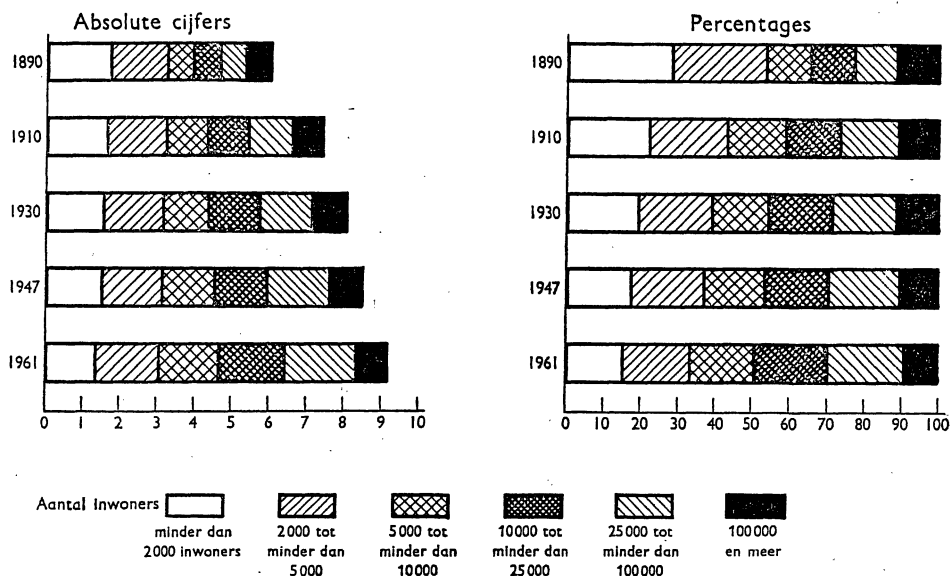 Absolute cijfers
1890
1910
1930
1947
1961
0 1 2 3 4 5 6 7 8 9 10
Percentages
1890
1910
1930
1947
1961
0 10 20 30 40 50 60 70 80 90 100
Aantal inwoners
minder dan
2000 inwoners
2000 tot
minder dan
5000
5000 tot
minder dan
10000
10000 tot
minder dan
25000
25000 tot
minder dan
100000
100000
en meer